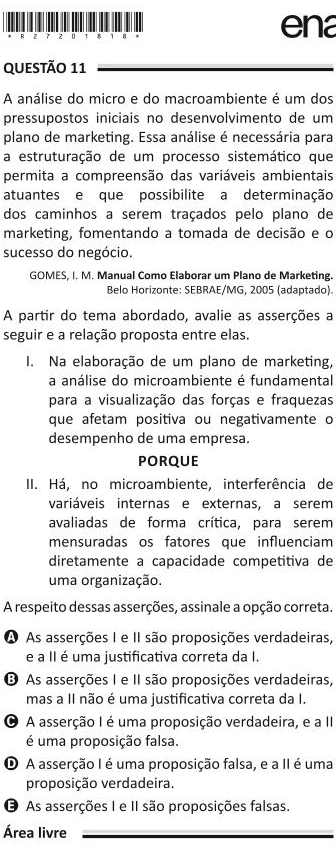 *R2720181 8*
ena
QUESTÃO 11
A análise do micro e do macroambiente é um dos
pressupostos iniciais no desenvolvimento de um
plano de marketing. Essa análise é necessária para
a estruturação de um processo sistemático que
permita a compreensão das variáveis ambientais
atuantes e que possibilite a determinação
dos caminhos a serem traçados pelo plano de
marketing, fomentando a tomada de decisão e o
sucesso do negócio.
GOMES, I. M. Manual Como Elaborar um Plano de Marketing.
Belo Horizonte: SEBRAE/MG, 2005 (adaptado).
A partir do tema abordado, avalie as asserções a
seguir e a relação proposta entre elas.
I. Na elaboração de um plano de marketing,
a análise do microambiente é fundamental
para a visualização das forças e fraquezas
que afetam positiva ou negativamente o
desempenho de uma empresa.
PORQUE
II. Há, no microambiente, interferência de
variáveis internas e externas, a serem
avaliadas de forma crítica, para serem
mensuradas os fatores que influenciam
diretamente a capacidade competitiva de
uma organização.
A respeito dessas asserções, assinale a opção correta.
A As asserções I e II são proposições verdadeiras,
e a II é uma justificativa correta da I.
B As asserções I e II são proposições verdadeiras,
mas a II não é uma justificativa correta da I.
C A asserção I é uma proposição verdadeira, e a II
é uma proposição falsa.
D A asserção I é uma proposição falsa, e a II é uma
proposição verdadeira.
E As asserções I e II são proposições falsas.
Área livre